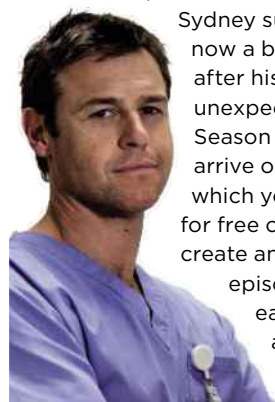 Sydney su
now a b
after his
unexpec
Season
arrive o
which yo
for free o
create an
episo
ea
a